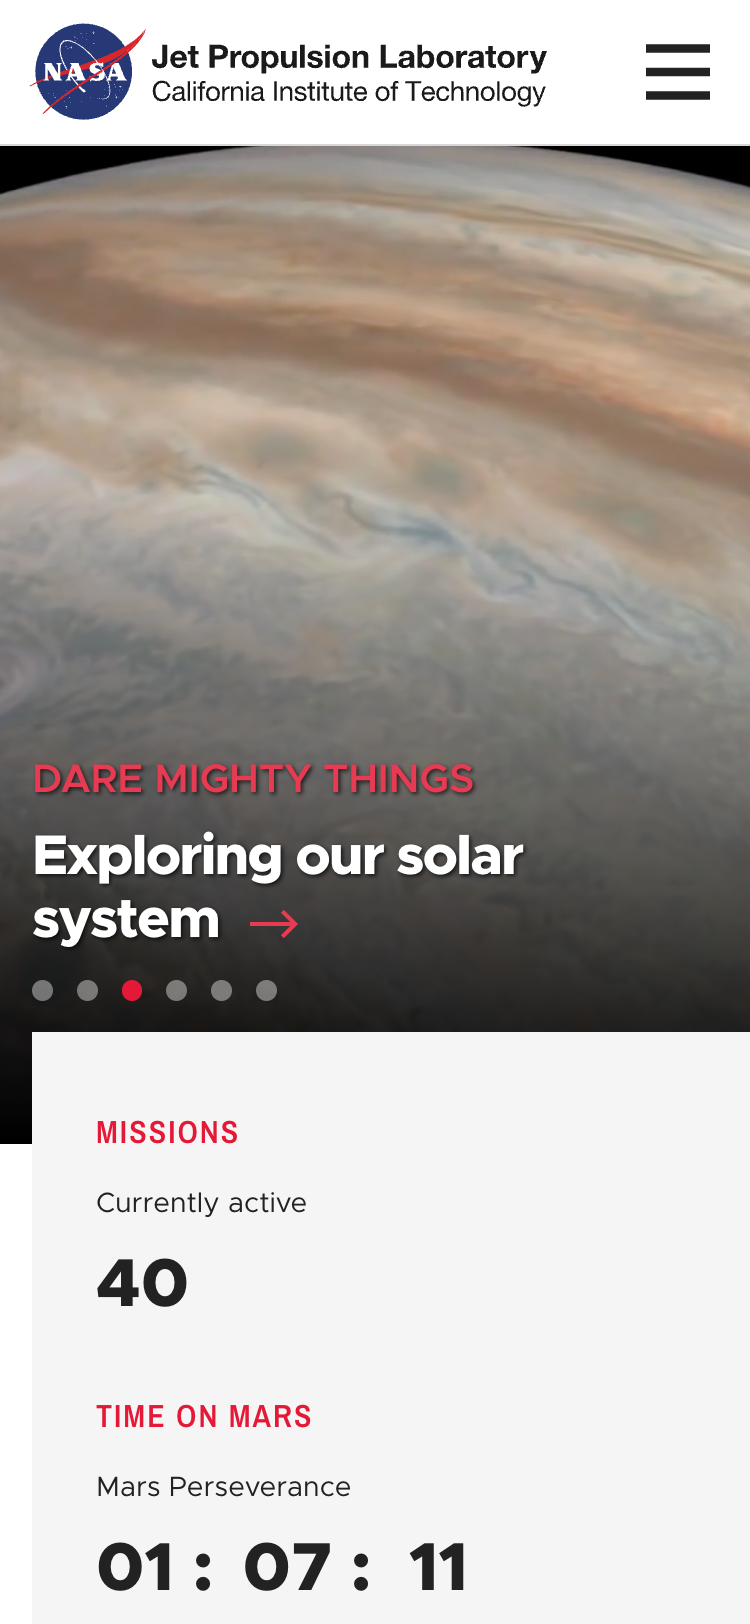 NASA
Jet Propulsion Laboratory
California Institute of Technology
DARE MIGHTY THINGS
Exploring our solar
system
MISSIONS
Currently active
40
TIME ON MARS
Mars Perseverance
01 : 07 : 11